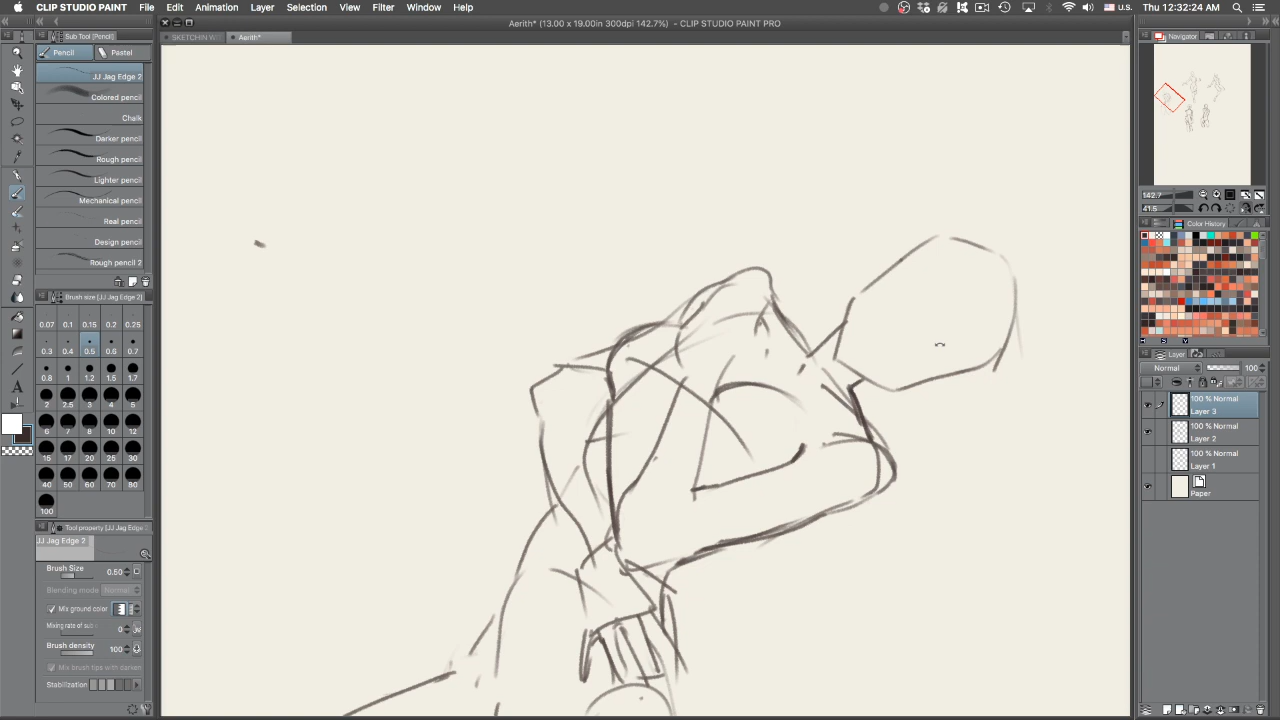 File Edit Animation Layer Selection View Filter Window Help
U.S. Thu 12:32:24 AM
Aerith* (13.00 x 19.00in 300dpi 142.7%) - CLIP STUDIO PAINT PRO
Sub Tool [Pencil]
SKETCHIN W
Aerith*
Navigator
Pencil Pastel
JJ Jag Edge 2
Colored pencil
Chalk
Darker pencil
Rough pencil
Lighter pencil
Mechanical pencil
Real pencil
Design pencil
Rough pencil 2
142.7
41.5
Color History
Brush size [JJ Jag Edge 2]
0.07 0.1 0.15 0.2 0.25
0.3 0.4 0.5 0.6 0.7
0.8 1 1.2 1.5 1.7
2 2.5 3 4 5
6 7 8 10 12
15 17 20 25 30
40 50 60 70 80
100
H M S
Layer
Normal 100
100 % Normal
Layer 3
100 % Normal
Layer 2
100 % Normal
Layer 1
Paper
Tool property [JJ Jag Edge 2]
JJ Jag Edge 2
Brush Size 0.50
Blending mode Normal
Mix ground color
Mixing rate of sub c 0
Brush density 100
Mix brush tips with darken
Stabilization